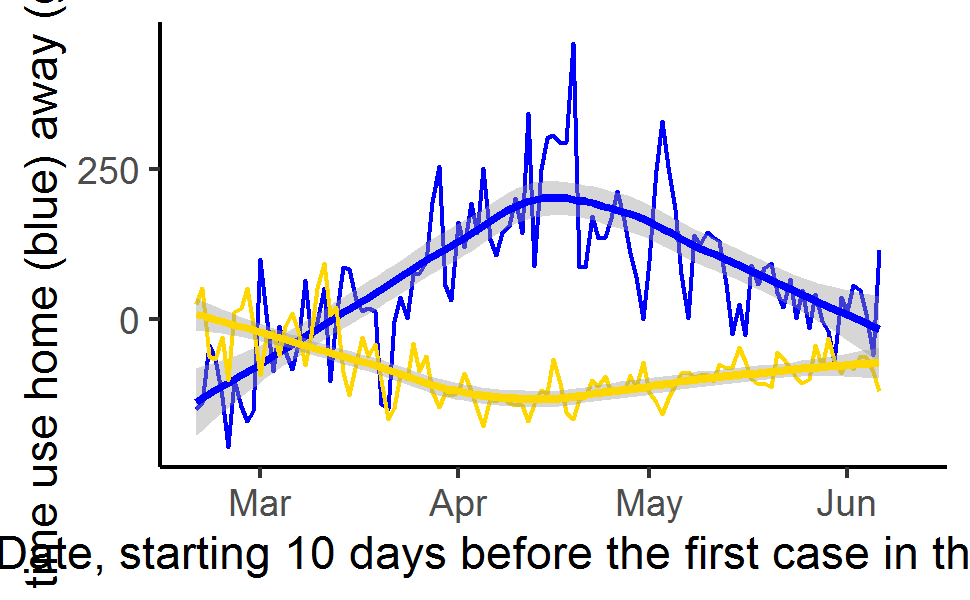 time use home (blue) away (
250
0
Mar Apr May Jun
Date, starting 10 days before the first case in th